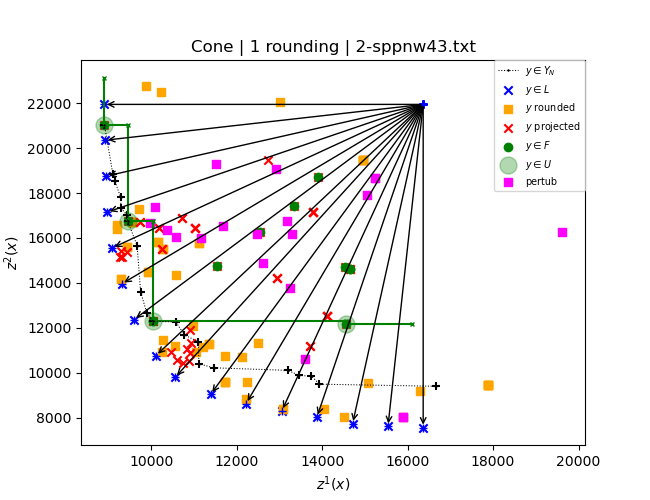 Cone | 1 rounding | 2-sppnw43.txt
z²(x)
22000
20000
18000
16000
14000
12000
10000
8000
10000 12000 14000 16000 18000 20000
z¹(x)
y ∈ Y_N
y ∈ L
y rounded
y projected
y ∈ F
y ∈ U
pertub